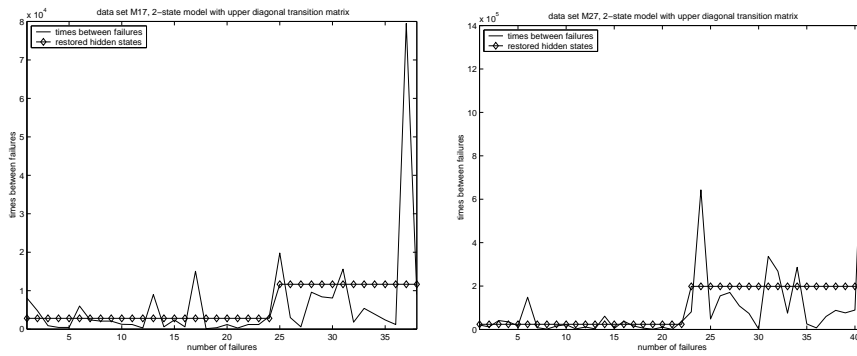 data set M17, 2-state model with upper diagonal transition matrix
x 10^4
times between failures
restored hidden states
8
7
6
5
4
3
2
1
0
times between failures
5
10
15
20
25
30
35
number of failures
data set M27, 2-state model with upper diagonal transition matrix
x 10^5
times between failures
restored hidden states
14
12
10
8
6
4
2
0
times between failures
5
10
15
20
25
30
35
40
number of failures